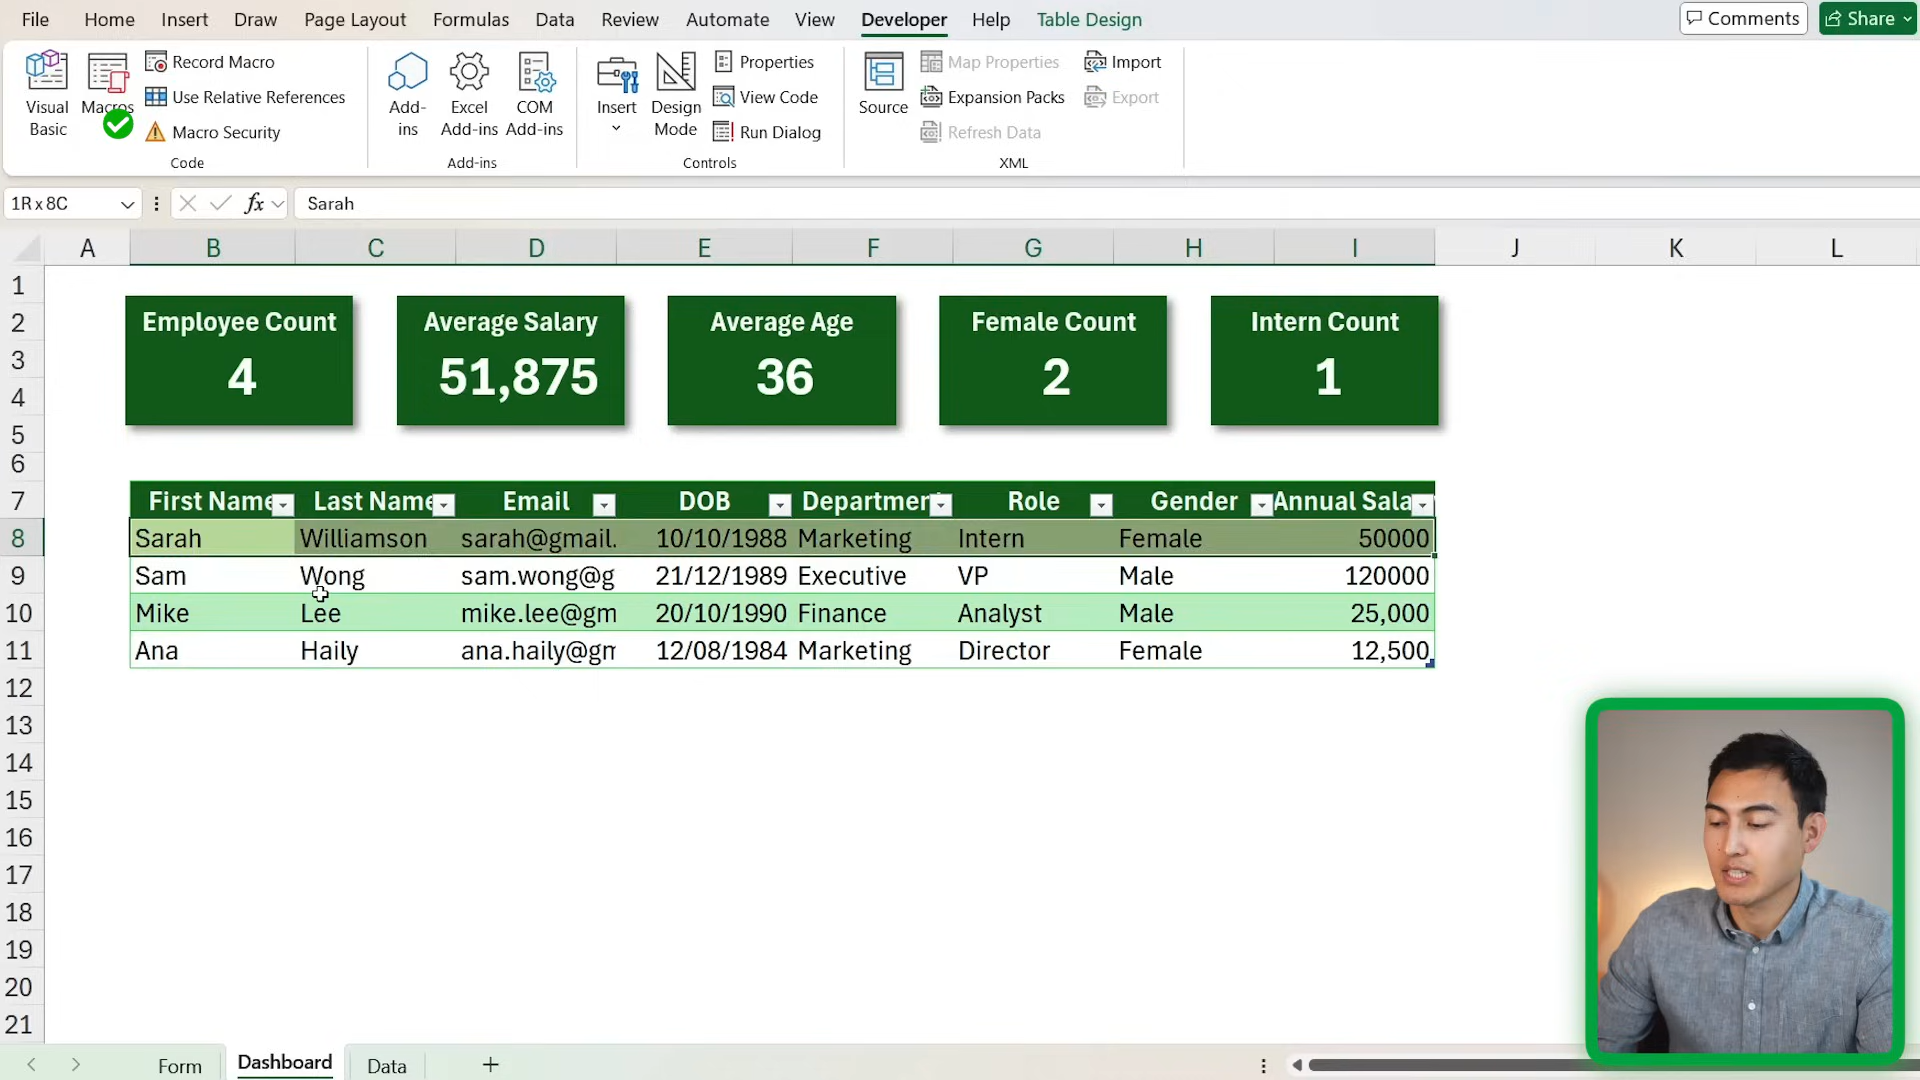 File Home Insert Draw Page Layout Formulas Data Review Automate View Developer Help Table Design Comments Share
Visual Basic
Macros
Record Macro
Use Relative References
Macro Security
Code
Add-ins
Excel Add-ins
COM Add-ins
Add-ins
Insert
Design Mode
Properties
View Code
Run Dialog
Controls
Source
Map Properties
Expansion Packs
Refresh Data
Import
Export
XML
1R x 8C fx Sarah
A B C D E F G H I J K L
1
2
3
4
5
6
Employee Count
4
Average Salary
51,875
Average Age
36
Female Count
2
Intern Count
1
7 First Name Last Name Email DOB Departmen Role Gender Annual Sala
8 Sarah Williamson sarah@gmail. 10/10/1988 Marketing Intern Female 50000
9 Sam Wong sam.wong@g 21/12/1989 Executive VP Male 120000
10 Mike Lee mike.lee@gm 20/10/1990 Finance Analyst Male 25,000
11 Ana Haily ana.haily@gm 12/08/1984 Marketing Director Female 12,500
12
13
14
15
16
17
18
19
20
21
Form Dashboard Data +